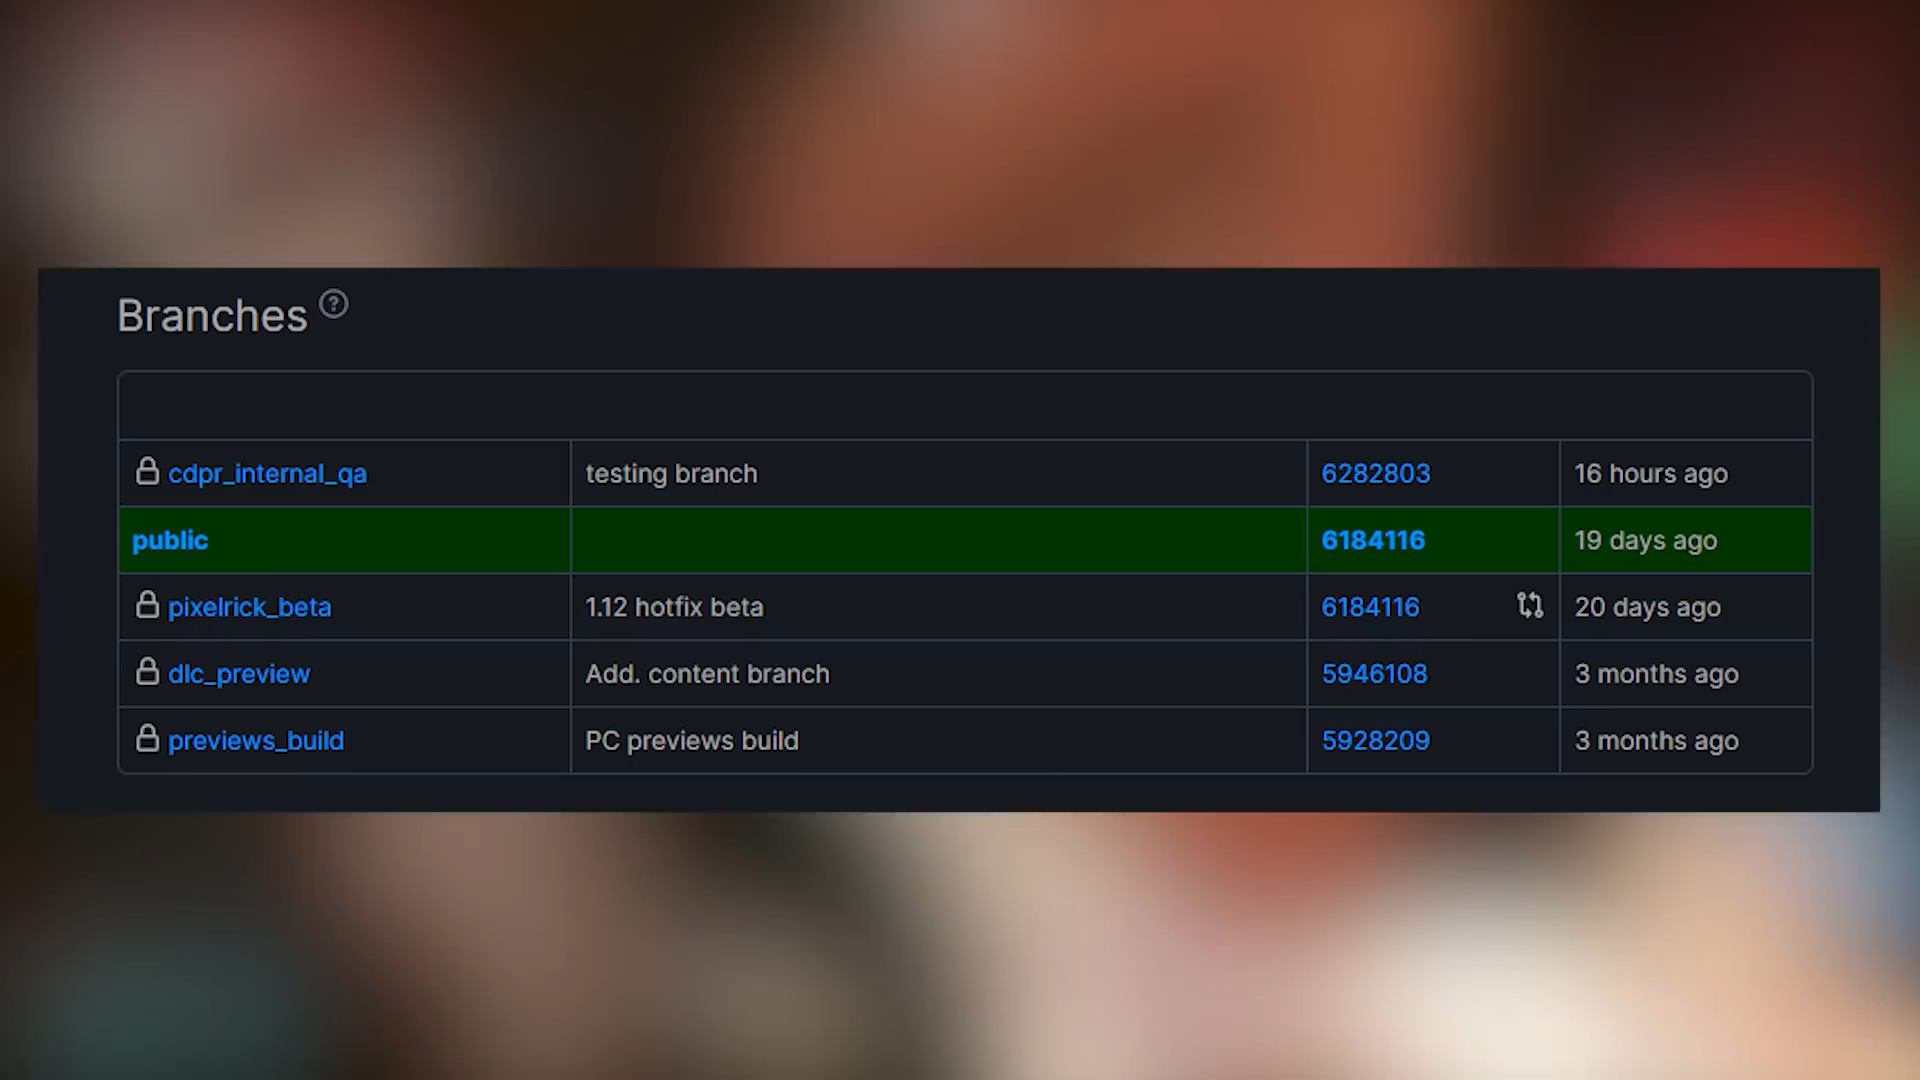 Branches ?
cdpr_internal_qa testing branch 6282803 16 hours ago
public 6184116 19 days ago
pixelrick_beta 1.12 hotfix beta 6184116 20 days ago
dlc_preview Add. content branch 5946108 3 months ago
previews_build PC previews build 5928209 3 months ago